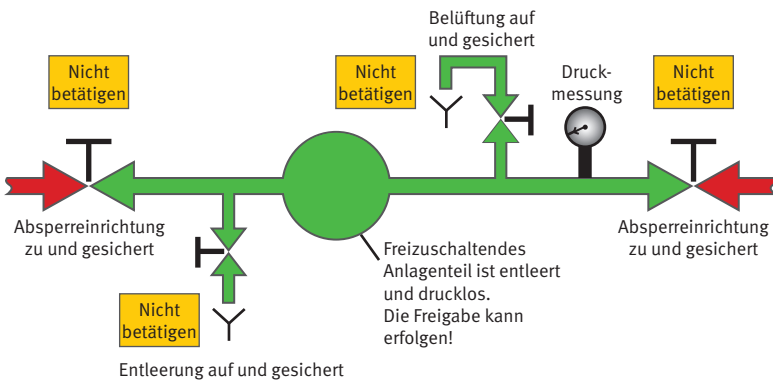 Belüftung auf
und gesichert
Nicht
betätigen
Nicht
betätigen
Druck-
messung
Nicht
betätigen
Absperreinrichtung
zu und gesichert
Absperreinrichtung
zu und gesichert
Freizuschaltendes
Anlagenteil ist entleert
und drucklos.
Die Freigabe kann
erfolgen!
Nicht
betätigen
Entleerung auf und gesichert